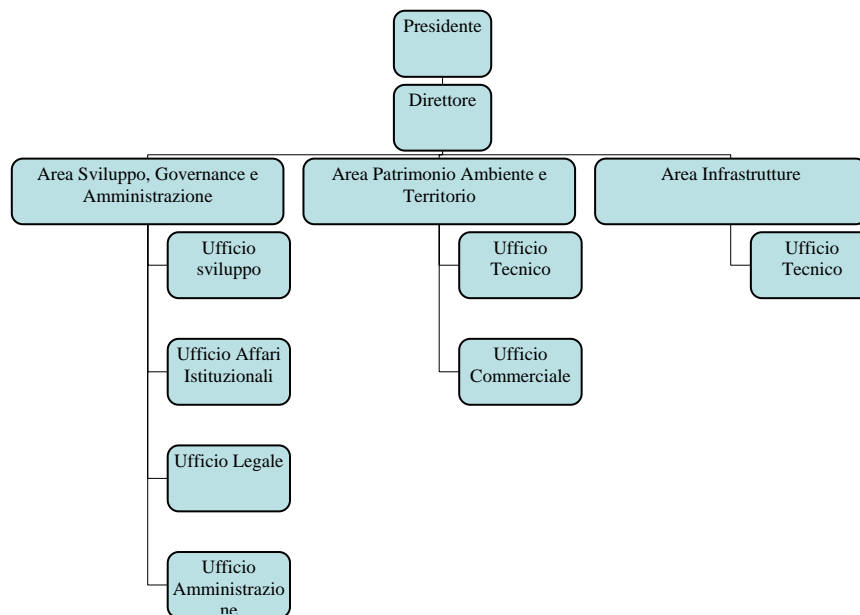 Presidente
Direttore
Area Sviluppo, Governance e
Amministrazione
Area Patrimonio Ambiente e
Territorio
Area Infrastrutture
Ufficio
sviluppo
Ufficio Affari
Istituzionali
Ufficio Legale
Ufficio
Amministrazio
ne
Ufficio
Tecnico
Ufficio
Commerciale
Ufficio
Tecnico